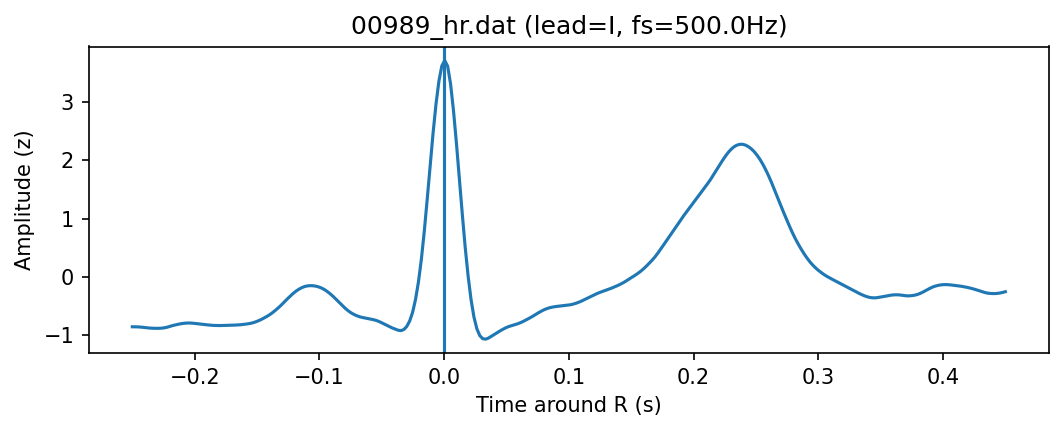 00989_hr.dat (lead=I, fs=500.0Hz)
Amplitude (z)
3
2
1
0
−1
−0.2 −0.1 0.0 0.1 0.2 0.3 0.4
Time around R (s)